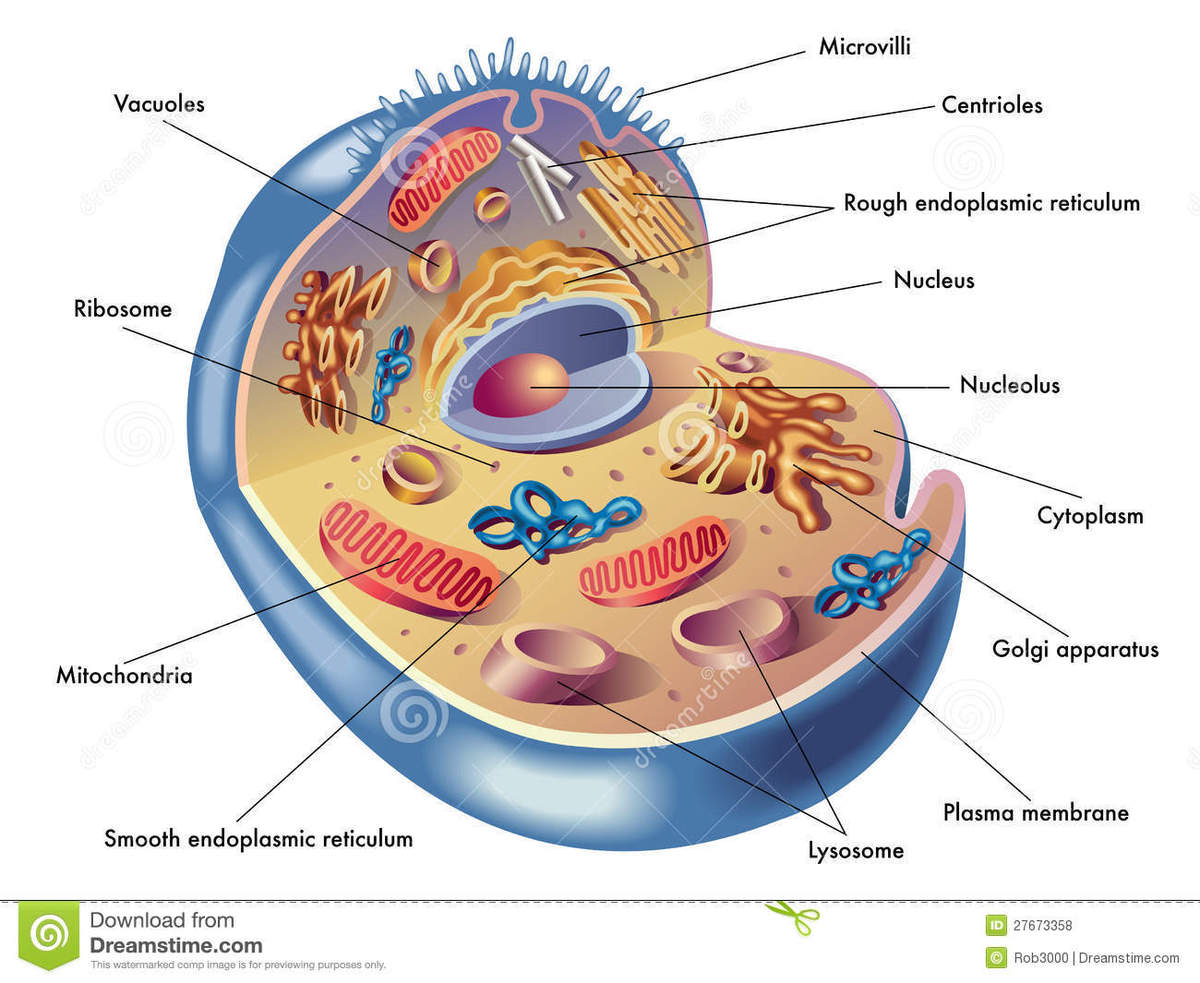 Microvilli
Vacuoles
Centrioles
Rough endoplasmic reticulum
Nucleus
Ribosome
Nucleolus
Cytoplasm
Golgi apparatus
Mitochondria
Plasma membrane
Smooth endoplasmic reticulum
Lysosome
dreamstime
Download from
Dreamstime.com
This watermarked comp image is for previewing purposes only.
ID 27673358
© Rob3000 | Dreamstime.com